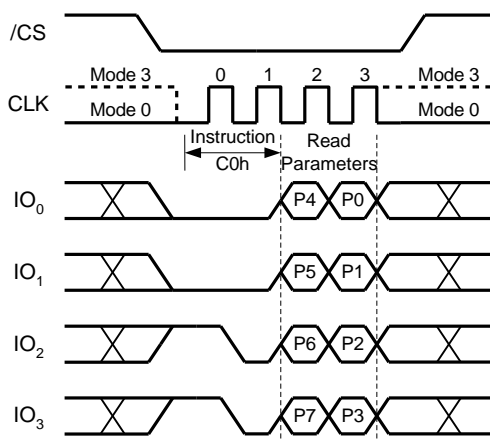 /CS
Mode 3 0 1 2 3 Mode 3
CLK Mode 0 Mode 0
Instruction Read
C0h Parameters
IO0 P4 P0
IO1 P5 P1
IO2 P6 P2
IO3 P7 P3